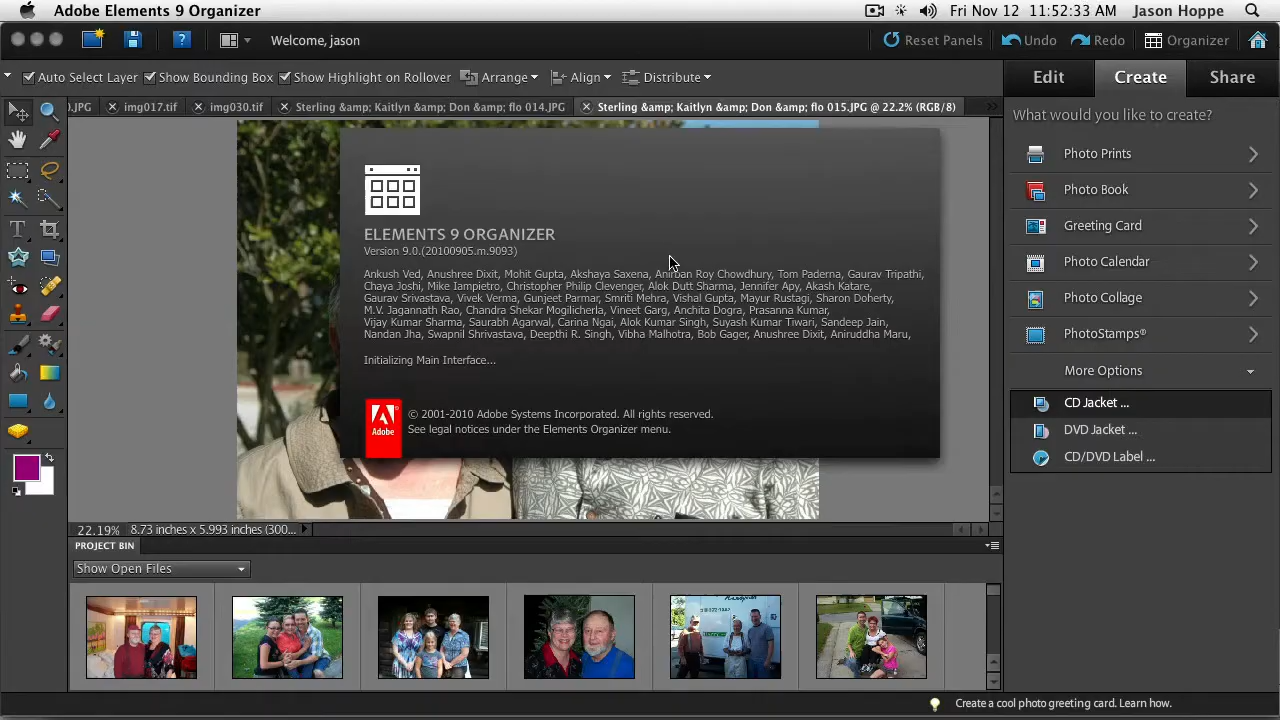 Adobe Elements 9 Organizer
Fri Nov 12 11:52:33 AM Jason Hoppe
Welcome, jason
Reset Panels Undo Redo Organizer
Auto Select Layer Show Bounding Box Show Highlight on Rollover Arrange Align Distribute
Edit Create Share
).JPG img017.tif img030.tif Sterling &amp; Kaitlyn &amp; Don &amp; flo 014.JPG Sterling &amp; Kaitlyn &amp; Don &amp; flo 015.JPG @ 22.2% (RGB/8)
What would you like to create?
Photo Prints
Photo Book
Greeting Card
Photo Calendar
Photo Collage
PhotoStamps®
More Options
CD Jacket ...
DVD Jacket ...
CD/DVD Label ...
ELEMENTS 9 ORGANIZER
Version 9.0.(20100905.m.9093)
Ankush Ved, Anushree Dixit, Mohit Gupta, Akshaya Saxena, Anirban Roy Chowdhury, Tom Paderna, Gaurav Tripathi,
Chaya Joshi, Mike Iampietro, Christopher Philip Clevenger, Alok Dutt Sharma, Jennifer Apy, Akash Katare,
Gaurav Srivastava, Vivek Verma, Gunjeet Parmar, Smriti Mehra, Vishal Gupta, Mayur Rustagi, Sharon Doherty,
M.V. Jagannath Rao, Chandra Shekar Mogilicherla, Vineet Garg, Anchita Dogra, Prasanna Kumar,
Vijay Kumar Sharma, Saurabh Agarwal, Carina Ngai, Alok Kumar Singh, Suyash Kumar Tiwari, Sandeep Jain,
Nandan Jha, Swapnil Shrivastava, Deepthi R. Singh, Vibha Malhotra, Bob Gager, Anushree Dixit, Aniruddha Maru,
Initializing Main Interface...
Adobe
© 2001-2010 Adobe Systems Incorporated. All rights reserved.
See legal notices under the Elements Organizer menu.
22.19% 8.73 inches x 5.993 inches (300...
PROJECT BIN
Show Open Files
Create a cool photo greeting card. Learn how.